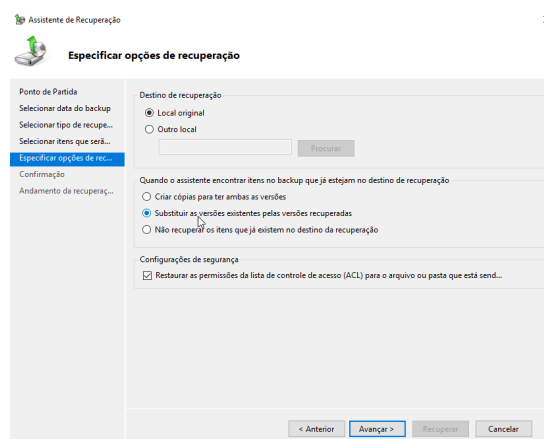 Assistente de Recuperação
Especificar opções de recuperação
Ponto de Partida
Selecionar data do backup
Selecionar tipo de recupe...
Selecionar itens que serã...
Especificar opções de rec...
Confirmação
Andamento da recuperaç...
Destino de recuperação
Local original
Outro local
Procurar
Quando o assistente encontrar itens no backup que já estejam no destino de recuperação
Criar cópias para ter ambas as versões
Substituir as versões existentes pelas versões recuperadas
Não recuperar os itens que já existem no destino da recuperação
Configurações de segurança
Restaurar as permissões da lista de controle de acesso (ACL) para o arquivo ou pasta que está send...
< Anterior
Avançar >
Recuperar
Cancelar